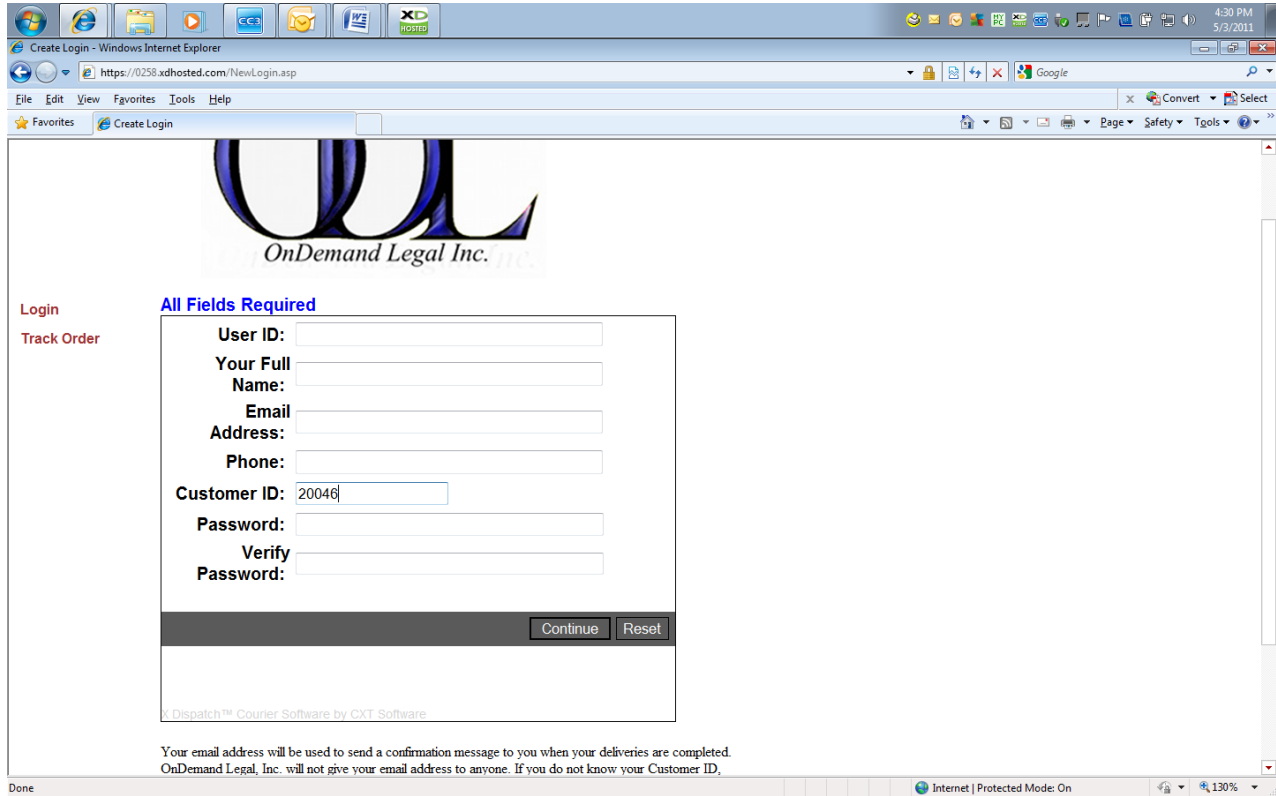 CC3
XD
HOSTED
4:30 PM
5/3/2011
Create Login - Windows Internet Explorer
https://0258.xdhosted.com/NewLogin.asp
Google
File Edit View Favorites Tools Help
x Convert Select
Favorites
Create Login
Page Safety Tools
ODL
OnDemand Legal Inc.
Login
Track Order
All Fields Required
User ID:
Your Full
Name:
Email
Address:
Phone:
Customer ID: 20046
Password:
Verify
Password:
Continue Reset
X Dispatch™ Courier Software by CXT Software
Your email address will be used to send a confirmation message to you when your deliveries are completed.
OnDemand Legal, Inc. will not give your email address to anyone. If you do not know your Customer ID,
Done
Internet | Protected Mode: On
130%